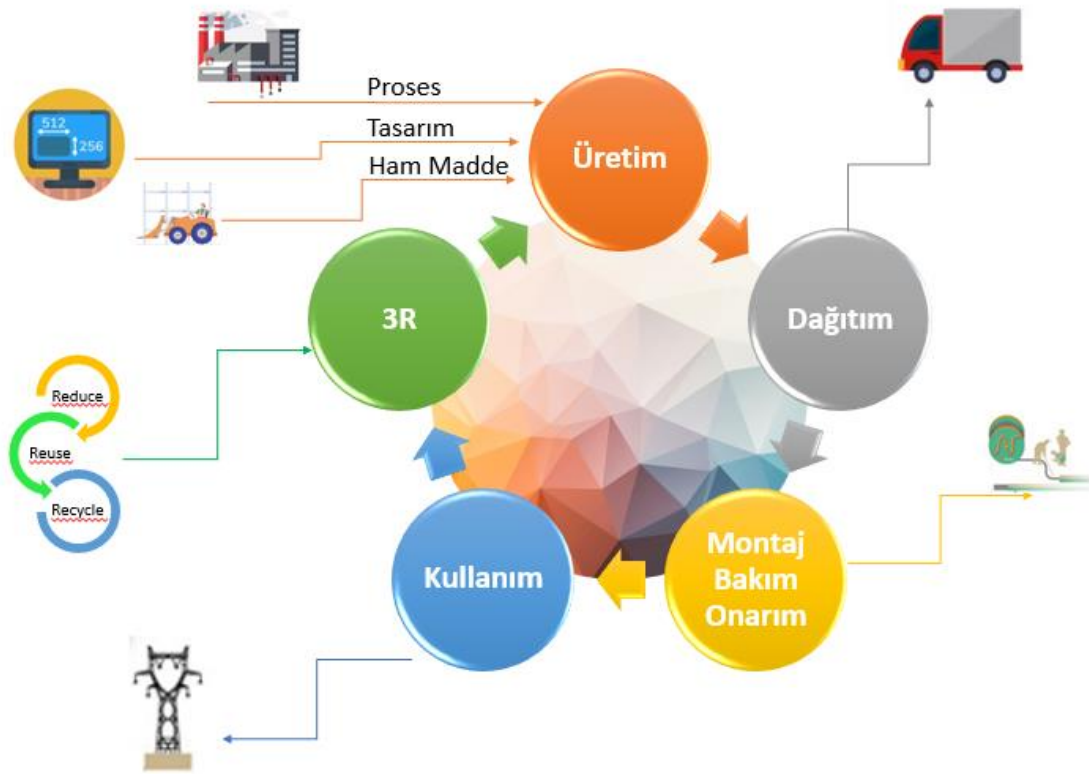 512
256
Proses
Tasarım
Ham Madde
Üretim
3R
Dağıtım
Reduce
Reuse
Recycle
Kullanım
Montaj
Bakım
Onarım